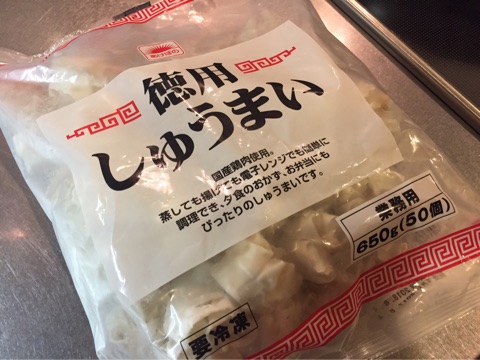 徳用
しゅうまい
国産鶏肉使用。
蒸しても揚げても電子レンジでも簡単に
調理でき、夕食のおかず、お弁当にも
ぴったりのしゅうまいです。
業務用
650g(50個)
要冷凍